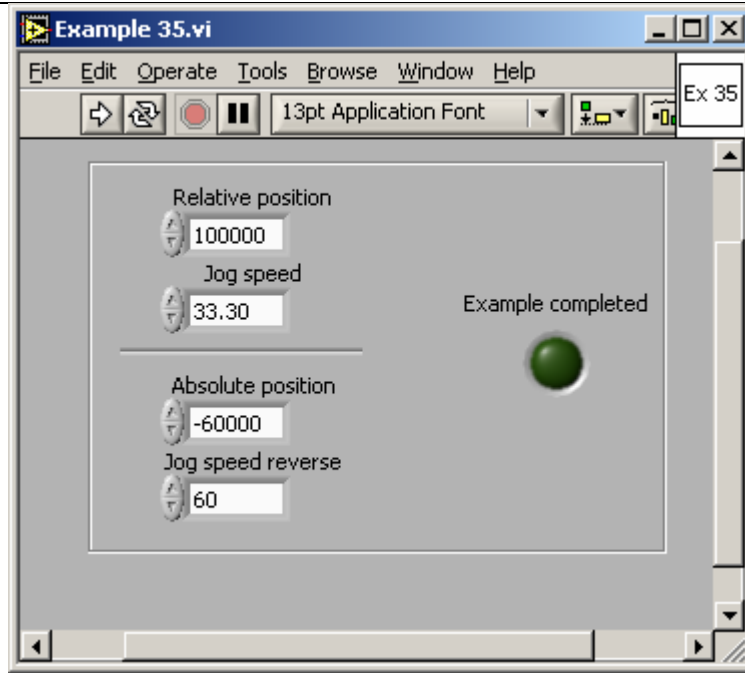 Example 35.vi
File Edit Operate Tools Browse Window Help
Ex 35
13pt Application Font
Relative position
100000
Jog speed
33.30
Example completed
Absolute position
-60000
Jog speed reverse
60